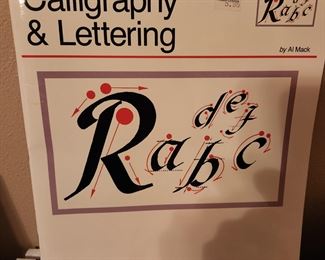 Calligraphy
& Lettering
Rabc
by Al Mack
def
Rabc